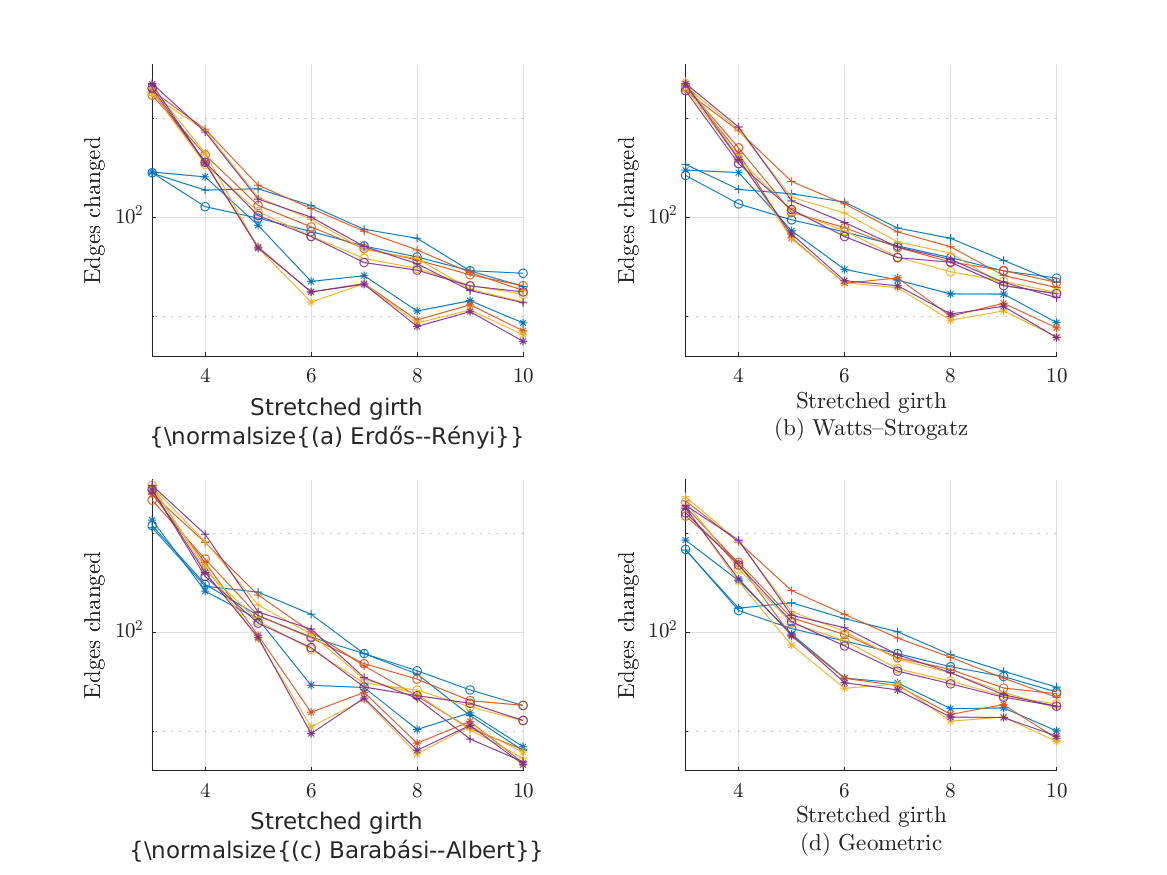 Edges changed
10^2
4 6 8 10
Stretched girth
{\normalsize{(a) Erdős--Rényi}}
Edges changed
10^2
4 6 8 10
Stretched girth
(b) Watts–Strogatz
Edges changed
10^2
4 6 8 10
Stretched girth
{\normalsize{(c) Barabási--Albert}}
Edges changed
10^2
4 6 8 10
Stretched girth
(d) Geometric